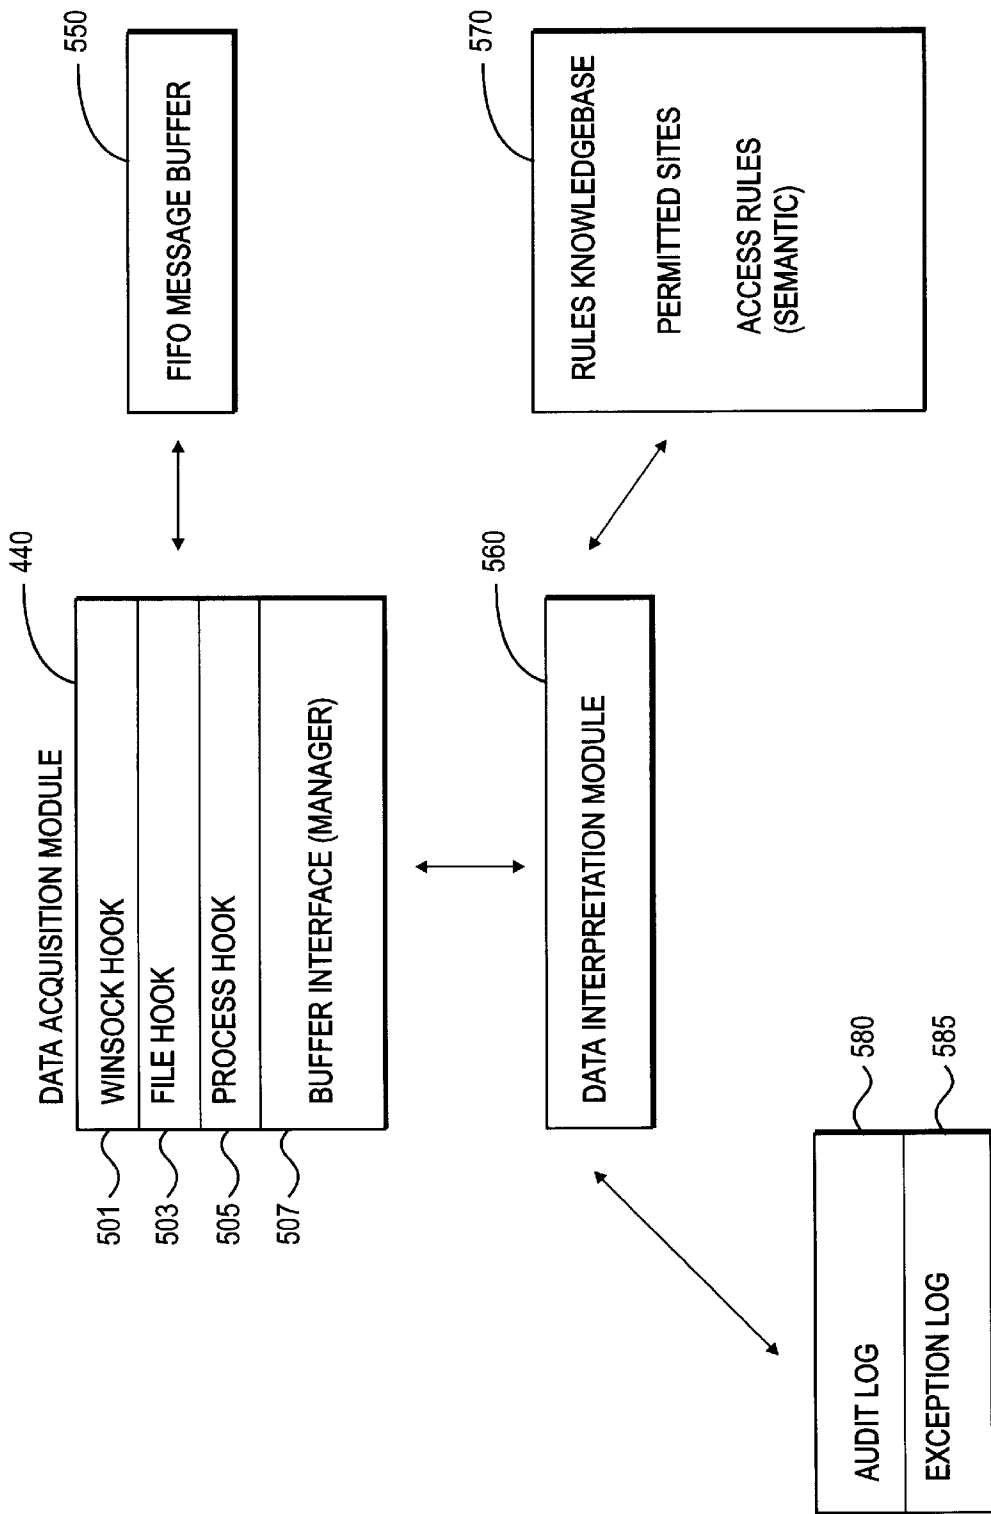 440
DATA ACQUISITION MODULE
501
WINSOCK HOOK
503
FILE HOOK
505
PROCESS HOOK
507
BUFFER INTERFACE (MANAGER)
550
FIFO MESSAGE BUFFER
560
DATA INTERPRETATION MODULE
570
RULES KNOWLEDGEBASE
PERMITTED SITES
ACCESS RULES
(SEMANTIC)
580
AUDIT LOG
585
EXCEPTION LOG